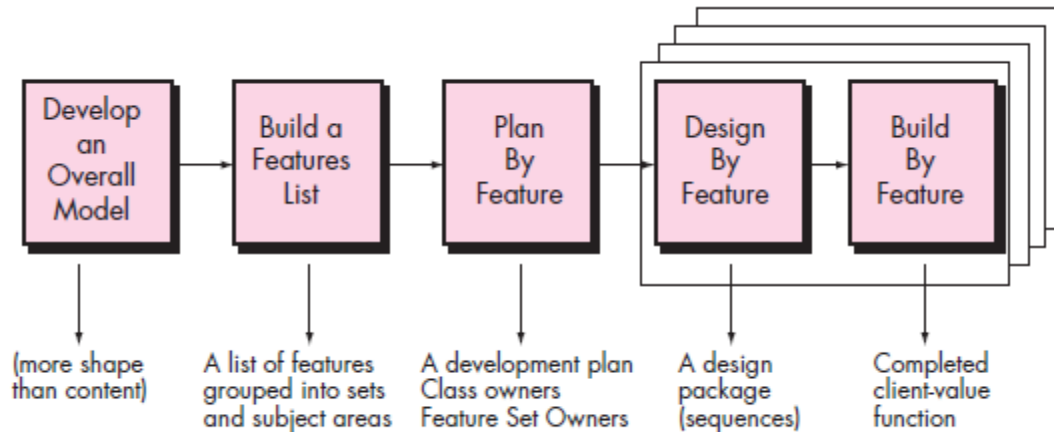 Develop
an
Overall
Model
Build a
Features
List
Plan
By
Feature
Design
By
Feature
Build
By
Feature
(more shape
than content)
A list of features
grouped into sets
and subject areas
A development plan
Class owners
Feature Set Owners
A design
package
(sequences)
Completed
client-value
function